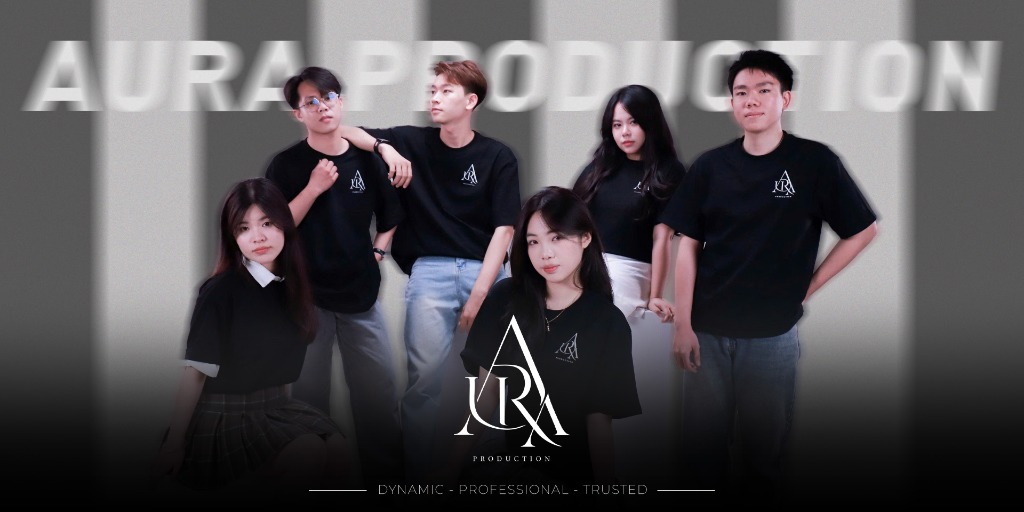 AURA PRODUCTION
AURA
PRODUCTION
DYNAMIC - PROFESSIONAL - TRUSTED